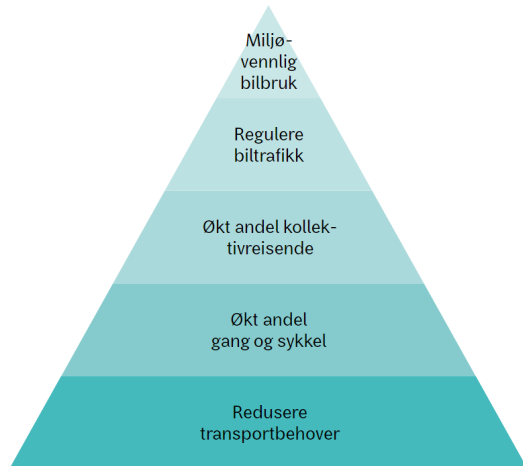 Miljø-
vennlig
bilbruk
Regulere
biltrafikk
Økt andel kollek-
tivreisende
Økt andel
gang og sykkel
Redusere
transportbehover